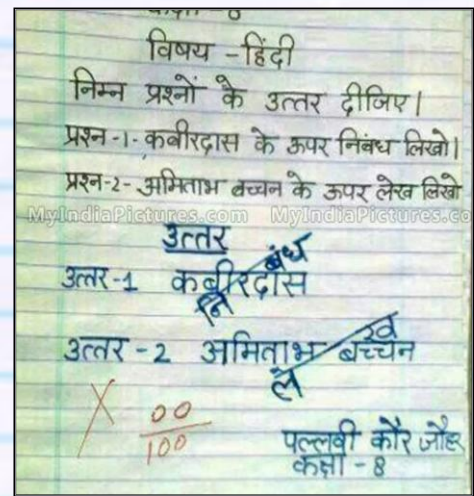 कक्षा - 8
विषय - हिंदी
निम्न प्रश्नों के उत्तर दीजिए।
प्रश्न-1-कबीरदास के ऊपर निबंध लिखो।
प्रश्न-2-अमिताभ बच्चन के ऊपर लेख लिखो
MyIndiaPictures.com MyIndiaPictures.co
उत्तर
उत्तर-1 कबीरदास
निबंध
उत्तर-2 अमिताभ बच्चन
लेख
X 00
100
पल्लवी कौर जौहर
कक्षा - 8